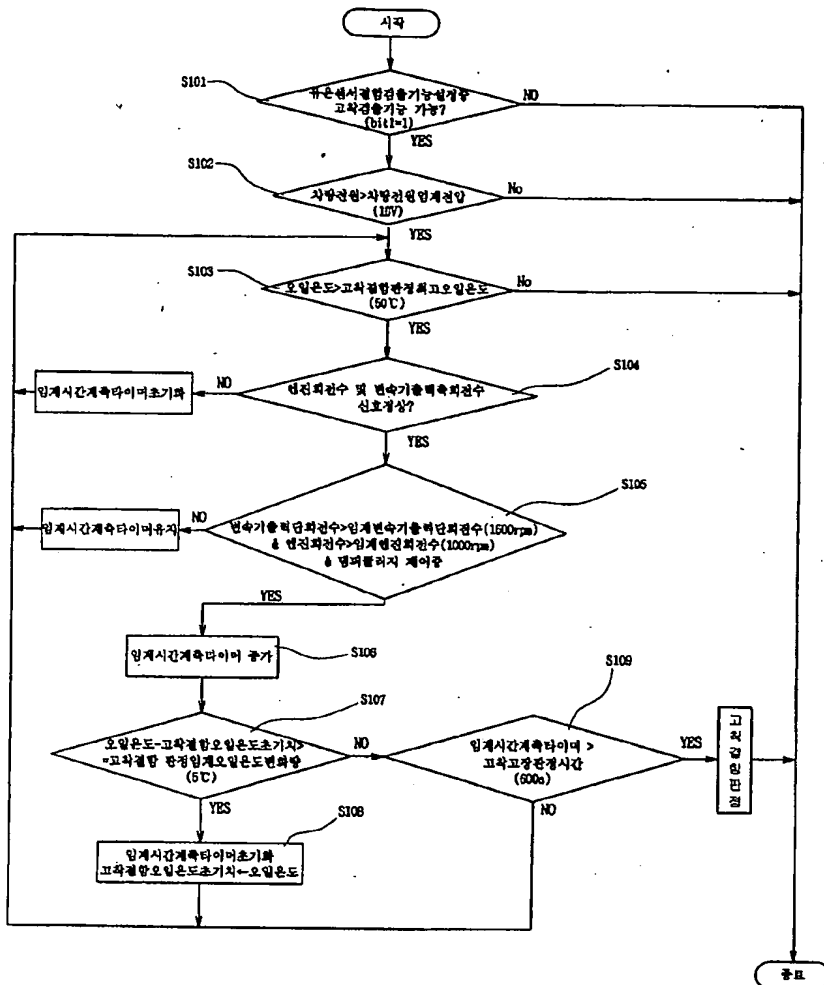 시작
S101
유온센서결함검출기능설정중
고착검출기능 가능?
(bit1=1)
NO
YES
S102
차량전원>차량전원임계전압
(10V)
No
YES
S103
오일온도>고착결함판정최고오일온도
(50℃)
No
YES
S104
엔진회전수 및 변속기출력축회전수
신호정상?
NO
임계시간계측타이머초기화
YES
S105
변속기출력단회전수>임계변속기출력단회전수(1500rpm)
& 엔진회전수>임계엔진회전수(1000rpm)
& 댐퍼클러치 제어중
NO
임계시간계측타이머유지
YES
임계시간계측타이머 증가
S106
S107
오일온도-고착결함오일온도초기치>
=고착결함 판정임계오일온도변화량
(5℃)
NO
YES
S109
임계시간계측타이머 >
고착고장판정시간
(600s)
YES
NO
고착결함판정
S108
임계시간계측타이머초기화
고착결함오일온도초기치←오일온도
종료